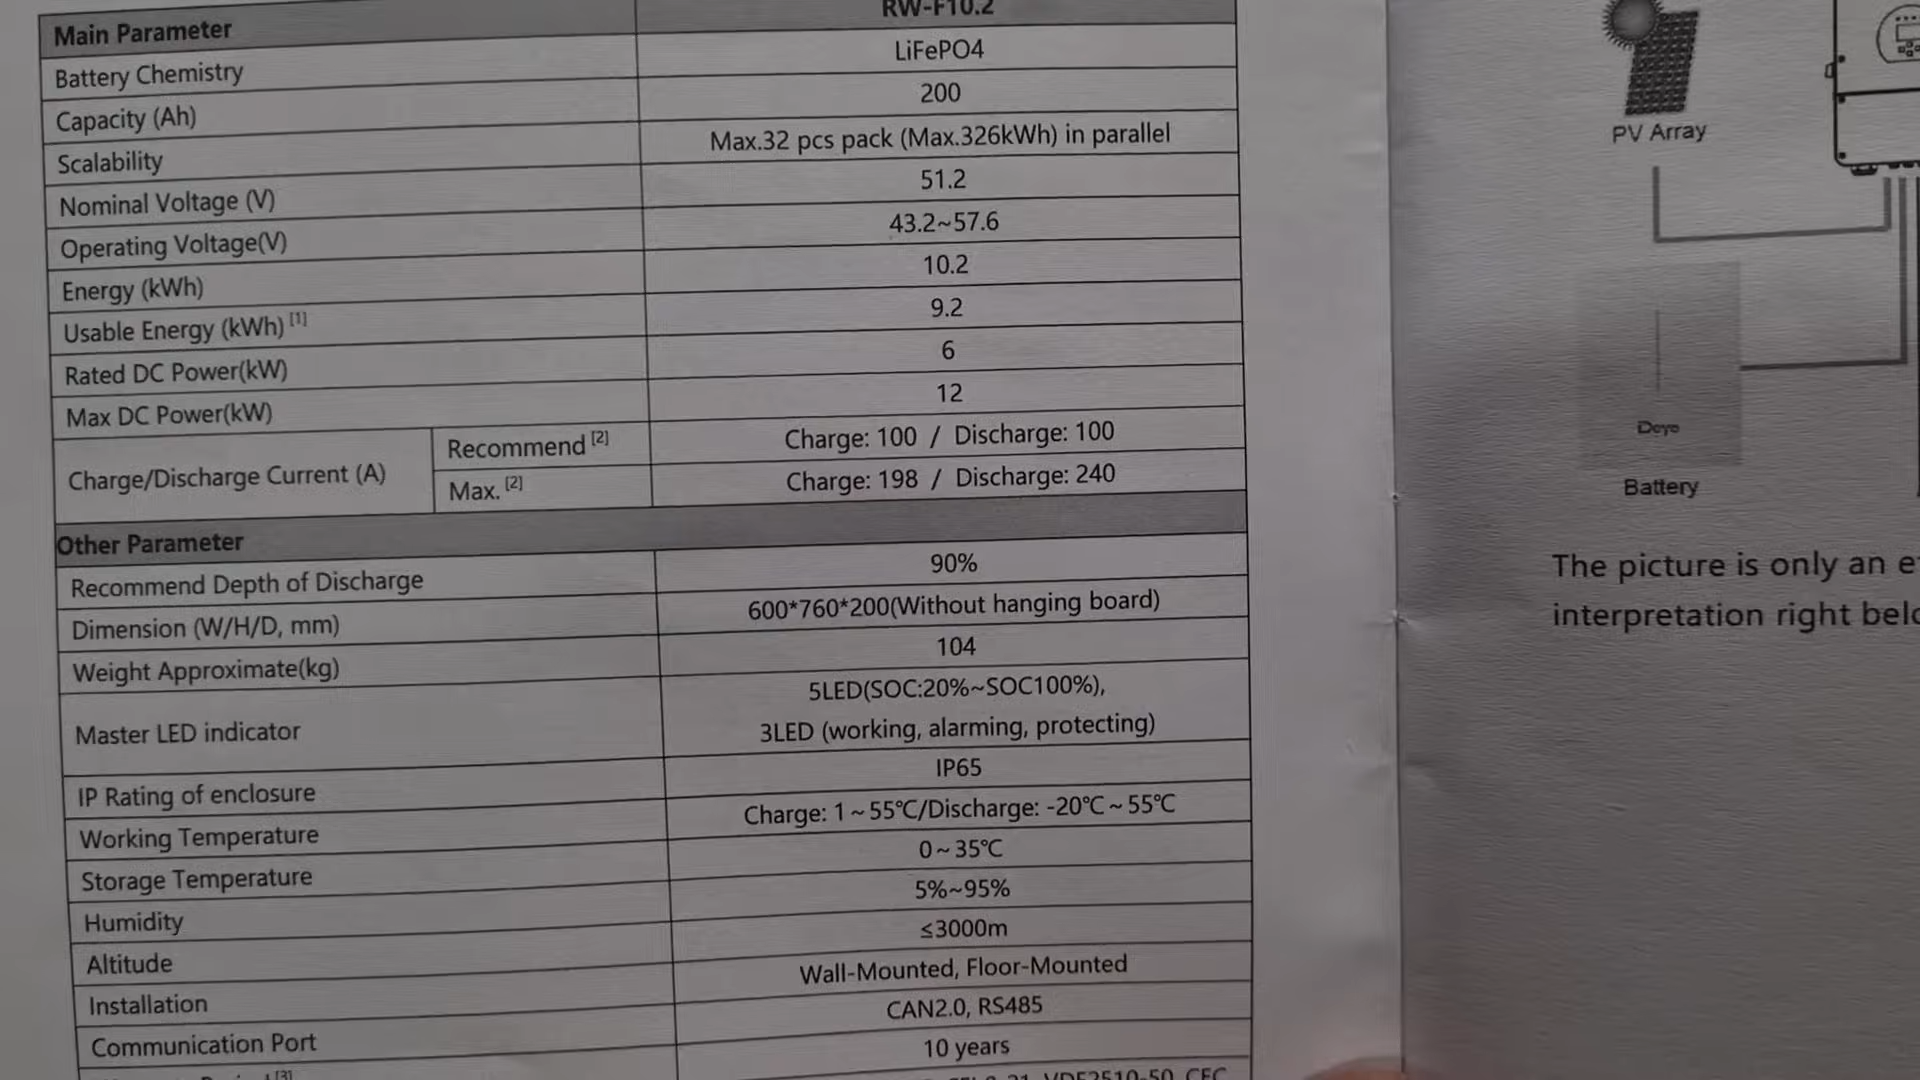 Main Parameter RW-F10.2
Battery Chemistry LiFePO4
Capacity (Ah) 200
Scalability Max.32 pcs pack (Max.326kWh) in parallel
Nominal Voltage (V) 51.2
Operating Voltage(V) 43.2~57.6
Energy (kWh) 10.2
Usable Energy (kWh) [1] 9.2
Rated DC Power(kW) 6
Max DC Power(kW) 12
Charge/Discharge Current (A) Recommend [2] Charge: 100 / Discharge: 100
Max. [2] Charge: 198 / Discharge: 240
Other Parameter
Recommend Depth of Discharge 90%
Dimension (W/H/D, mm) 600*760*200(Without hanging board)
Weight Approximate(kg) 104
Master LED indicator 5LED(SOC:20%~SOC100%),
3LED (working, alarming, protecting)
IP Rating of enclosure IP65
Working Temperature Charge: 1~55℃/Discharge: -20℃~55℃
Storage Temperature 0~35℃
Humidity 5%~95%
Altitude ≤3000m
Installation Wall-Mounted, Floor-Mounted
Communication Port CAN2.0, RS485
[3] 10 years
VDE2510-50, CEC
PV Array
Deye
Battery
The picture is only an
interpretation right